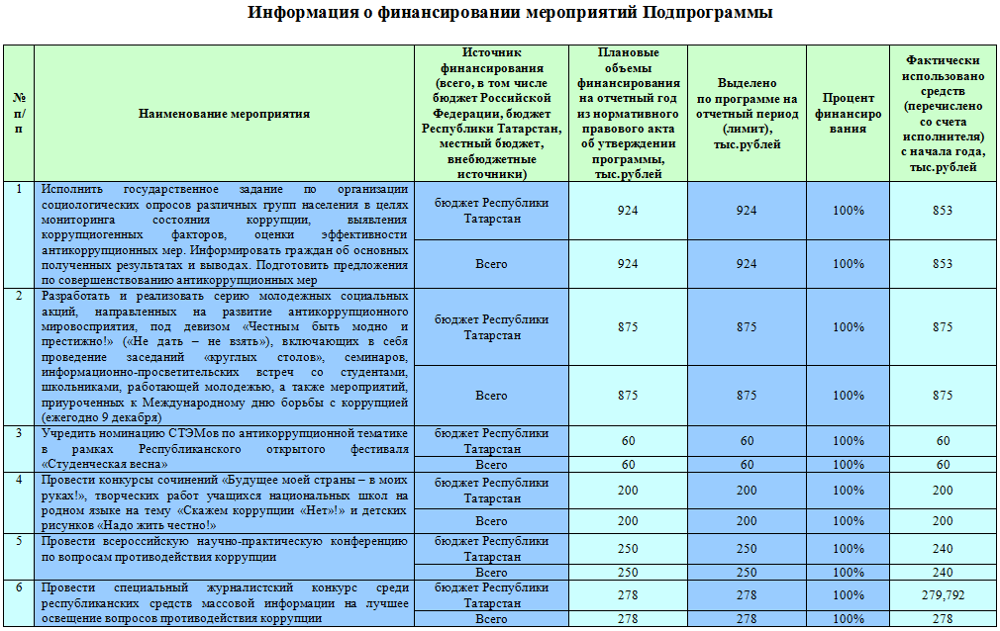 Информация о финансировании мероприятий Подпрограммы
№
п/
п
Наименование мероприятия
Источник
финансирования
(всего, в том числе
бюджет Российской
Федерации, бюджет
Республики Татарстан,
местный бюджет,
внебюджетные
источники)
Плановые
объемы
финансирования
на отчетный год
из нормативного
правового акта
об утверждении
программы,
тыс.рублей
Выделено
по программе на
отчетный период
(лимит),
тыс.рублей
Процент
финансиро
вания
Фактически
использовано
средств
(перечислено
со счета
исполнителя)
с начала года,
тыс.рублей
1
Исполнить государственное задание по организации
социологических опросов различных групп населения в целях
мониторинга состояния коррупции, выявления
коррупциогенных факторов, оценки эффективности
антикоррупционных мер. Информировать граждан об основных
полученных результатах и выводах. Подготовить предложения
по совершенствованию антикоррупционных мер
бюджет Республики
Татарстан
924
924
100%
853
Всего
924
924
100%
853
2
Разработать и реализовать серию молодежных социальных
акций, направленных на развитие антикоррупционного
мировосприятия, под девизом «Честным быть модно и
престижно!» («Не дать – не взять»), включающих в себя
проведение заседаний «круглых столов», семинаров,
информационно-просветительских встреч со студентами,
школьниками, работающей молодежью, а также мероприятий,
приуроченных к Международному дню борьбы с коррупцией
(ежегодно 9 декабря)
бюджет Республики
Татарстан
875
875
100%
875
Всего
875
875
100%
875
3
Учредить номинацию СТЭМов по антикоррупционной тематике
в рамках Республиканского открытого фестиваля
«Студенческая весна»
бюджет Республики
Татарстан
60
60
100%
60
Всего
60
60
100%
60
4
Провести конкурсы сочинений «Будущее моей страны – в моих
руках!», творческих работ учащихся национальных школ на
родном языке на тему «Скажем коррупции «Нет»!» и детских
рисунков «Надо жить честно!»
бюджет Республики
Татарстан
200
200
100%
200
Всего
200
200
100%
200
5
Провести всероссийскую научно-практическую конференцию
по вопросам противодействия коррупции
бюджет Республики
Татарстан
250
250
100%
240
Всего
250
250
100%
240
6
Провести специальный журналистский конкурс среди
республиканских средств массовой информации на лучшее
освещение вопросов противодействия коррупции
бюджет Республики
Татарстан
278
278
100%
279,792
Всего
278
278
100%
278